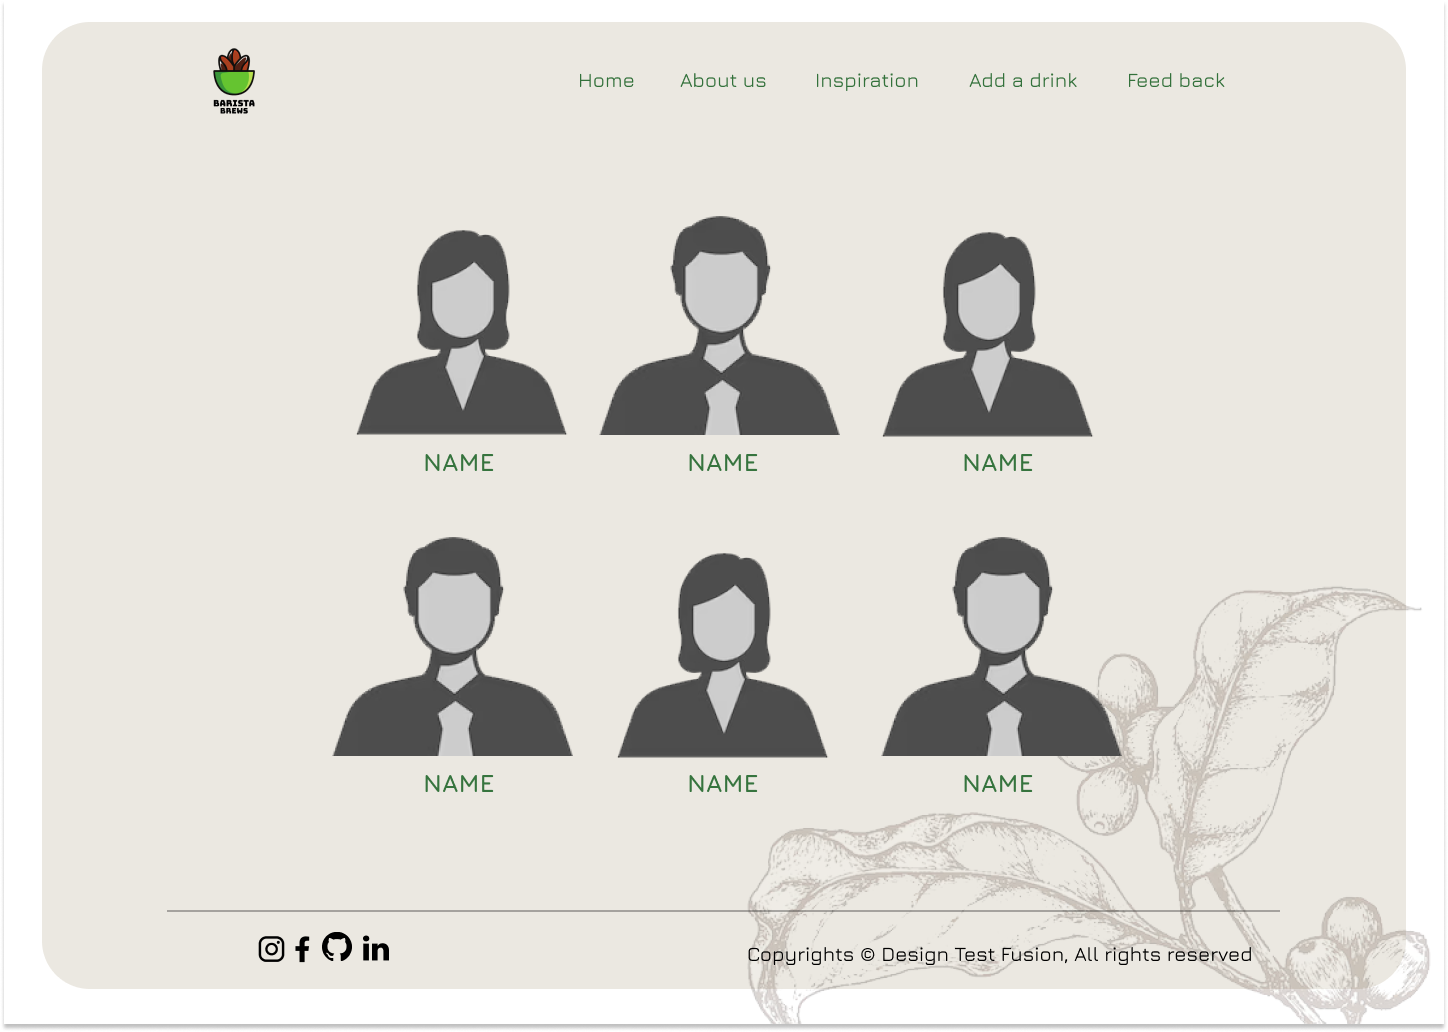 BARISTA
BREWS
Home About us Inspiration Add a drink Feed back
NAME NAME NAME
NAME NAME NAME
in
Copyrights © Design Test Fusion, All rights reserved